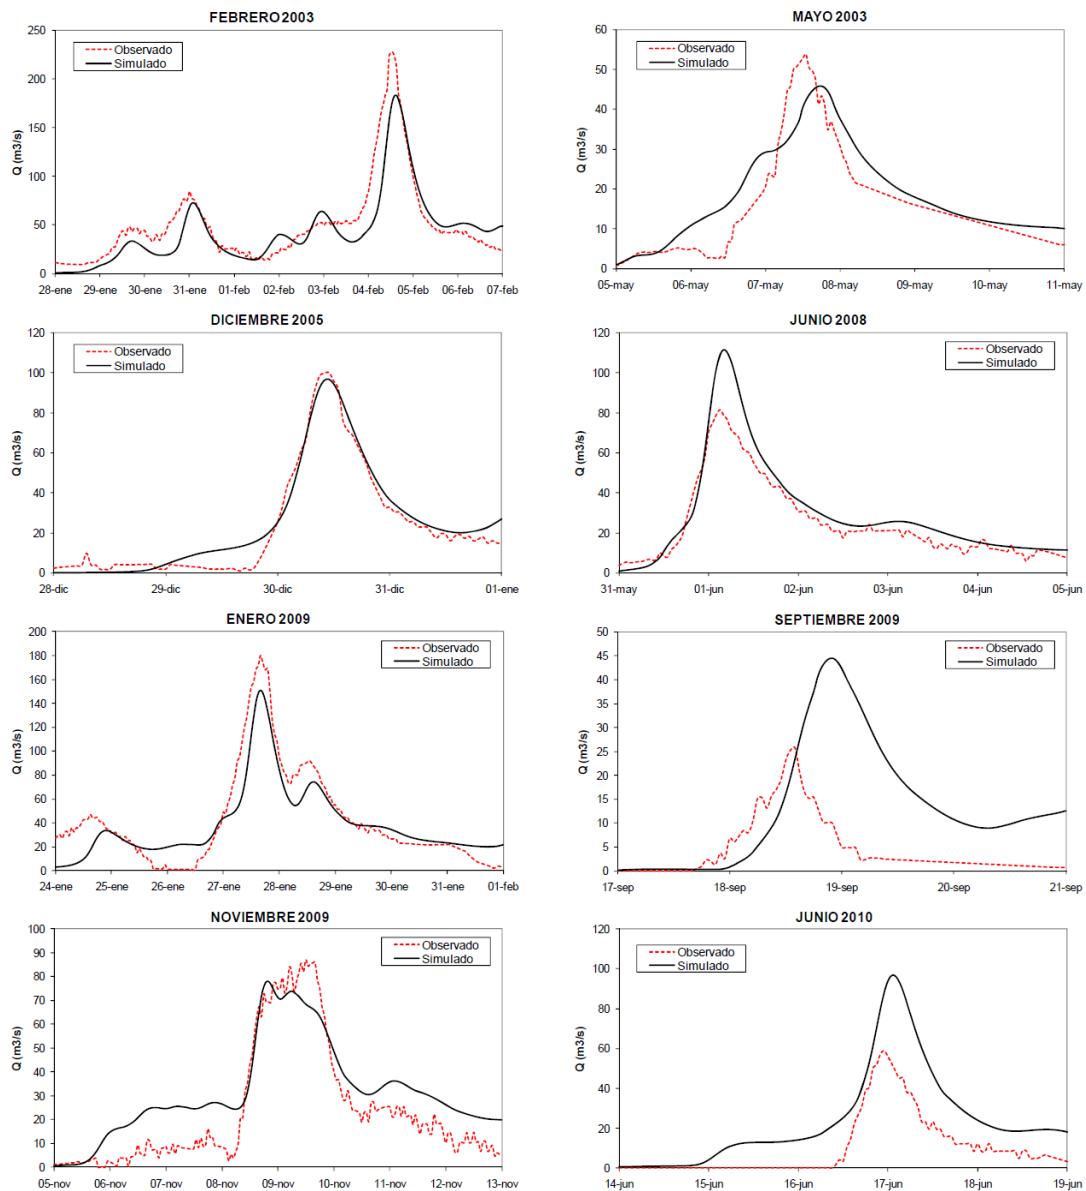 FEBRERO 2003
250
200
150
100
50
0
Q (m3/s)
Observado
Simulado
28-ene 29-ene 30-ene 31-ene 01-feb 02-feb 03-feb 04-feb 05-feb 06-feb 07-feb
MAYO 2003
60
50
40
30
20
10
0
Q (m3/s)
Observado
Simulado
05-may 06-may 07-may 08-may 09-may 10-may 11-may
DICIEMBRE 2005
120
100
80
60
40
20
0
Q (m3/s)
Observado
Simulado
28-dic 29-dic 30-dic 31-dic 01-ene
JUNIO 2008
120
100
80
60
40
20
0
Q (m3/s)
Observado
Simulado
31-may 01-jun 02-jun 03-jun 04-jun 05-jun
ENERO 2009
200
180
160
140
120
100
80
60
40
20
0
Q (m3/s)
Observado
Simulado
24-ene 25-ene 26-ene 27-ene 28-ene 29-ene 30-ene 31-ene 01-feb
SEPTIEMBRE 2009
45
50
35
30
25
20
15
10
5
0
Q (m3/s)
Observado
Simulado
17-sep 18-sep 19-sep 20-sep 21-sep
NOVIEMBRE 2009
100
90
80
70
60
50
40
30
20
10
0
Q (m3/s)
Observado
Simulado
05-nov 06-nov 07-nov 08-nov 09-nov 10-nov 11-nov 12-nov 13-nov
JUNIO 2010
120
100
80
60
40
20
0
Q (m3/s)
Observado
Simulado
14-jun 15-jun 16-jun 17-jun 18-jun 19-jun